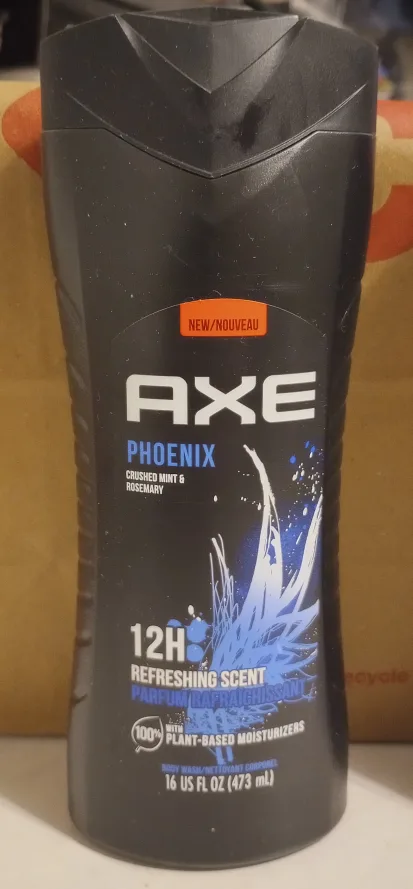 NEW/NOUVEAU
AXE
PHOENIX
CRUSHED MINT &
ROSEMARY
12H
REFRESHING SCENT
PARFUM RAFRAÎCHISSANT
100%
WITH
PLANT-BASED MOISTURIZERS
BODY WASH/NETTOYANT CORPOREL
16 US FL OZ (473 mL)
ecycle